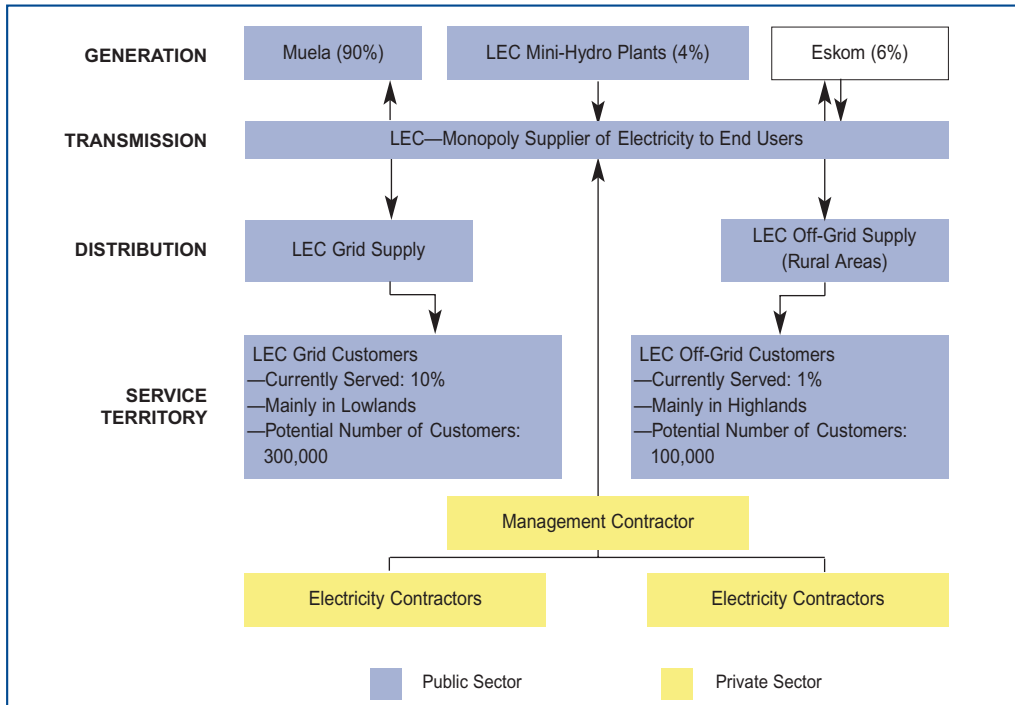 GENERATION
Muela (90%)
LEC Mini-Hydro Plants (4%)
Eskom (6%)
TRANSMISSION
LEC—Monopoly Supplier of Electricity to End Users
DISTRIBUTION
LEC Grid Supply
LEC Off-Grid Supply
(Rural Areas)
SERVICE
TERRITORY
LEC Grid Customers
—Currently Served: 10%
—Mainly in Lowlands
—Potential Number of Customers:
300,000
LEC Off-Grid Customers
—Currently Served: 1%
—Mainly in Highlands
—Potential Number of Customers:
100,000
Management Contractor
Electricity Contractors
Electricity Contractors
Public Sector
Private Sector